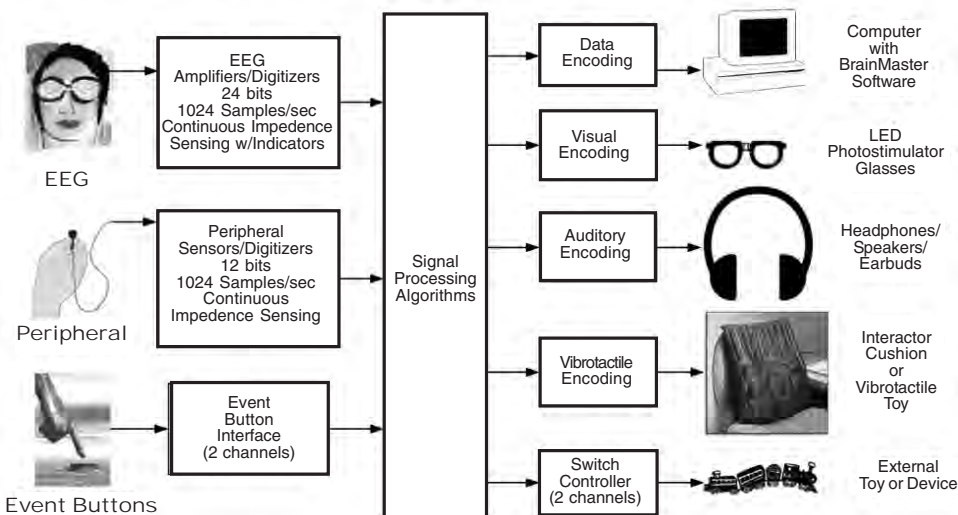 EEG
Amplifiers/Digitizers
24 bits
1024 Samples/sec
Continuous Impedence
Sensing w/Indicators
EEG
Peripheral
Sensors/Digitizers
12 bits
1024 Samples/sec
Continuous
Impedence Sensing
Peripheral
Event
Button
Interface
(2 channels)
Event Buttons
Signal
Processing
Algorithms
Data
Encoding
Computer
with
BrainMaster
Software
Visual
Encoding
LED
Photostimulator
Glasses
Auditory
Encoding
Headphones/
Speakers/
Earbuds
Vibrotactile
Encoding
Interactor
Cushion
or
Vibrotactile
Toy
Switch
Controller
(2 channels)
External
Toy or Device